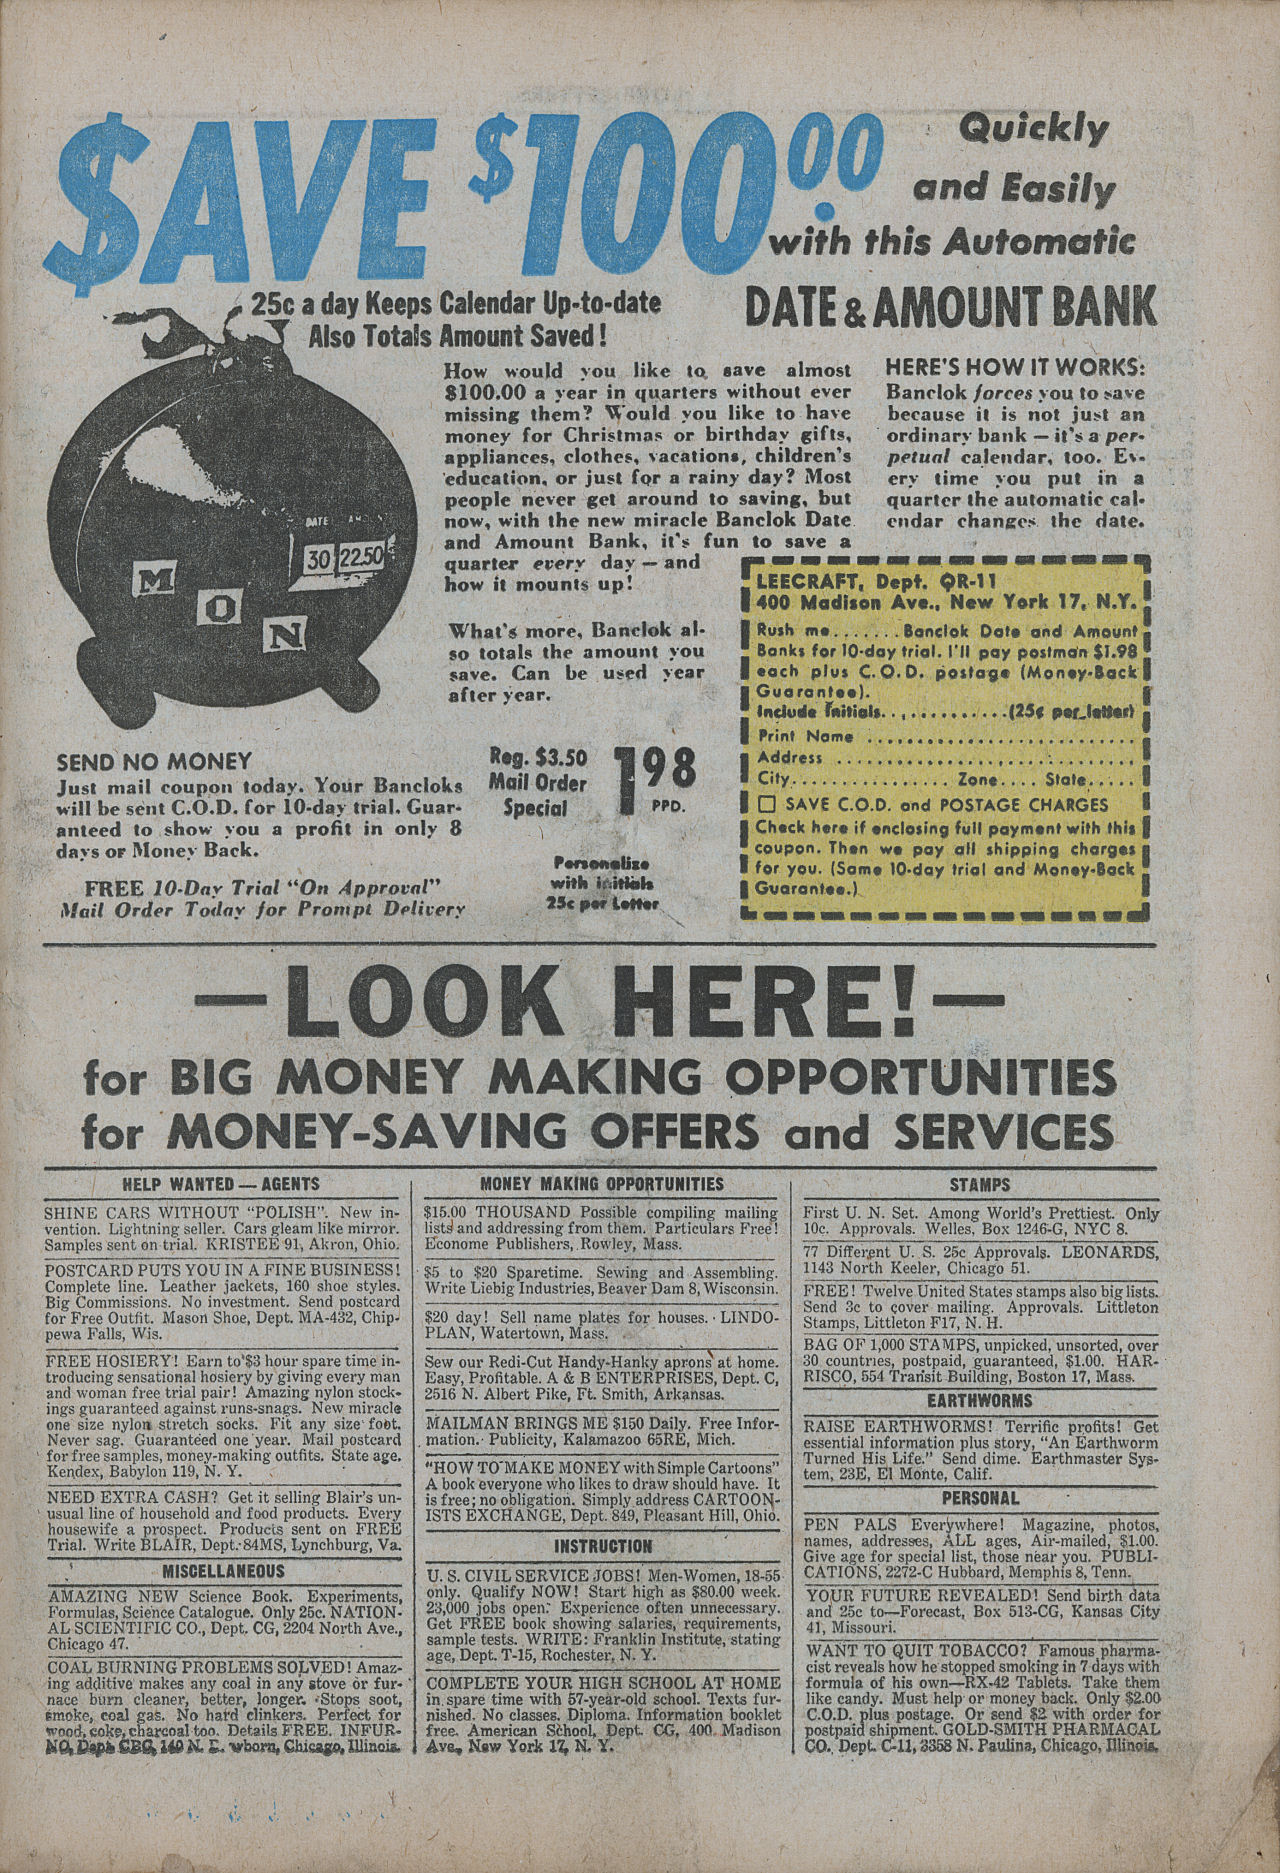 $AVE $100.00
Quickly
and Easily
with this Automatic
DATE & AMOUNT BANK
25c a day Keeps Calendar Up-to-date
Also Totals Amount Saved!
How would you like to save almost
$100.00 a year in quarters without ever
missing them? Would you like to have
money for Christmas or birthday gifts,
appliances, clothes, vacations, children's
education, or just for a rainy day? Most
people never get around to saving, but
now, with the new miracle Banclok Date
and Amount Bank, it's fun to save a
quarter every day — and
how it mounts up!
What's more, Banclok al-
so totals the amount you
save. Can be used year
after year.
HERE'S HOW IT WORKS:
Banclok forces you to save
because it is not just an
ordinary bank — it's a per-
petual calendar, too. Ev-
ery time you put in a
quarter the automatic cal-
endar changes the date.
DATE
30 22.50
M
O
N
SEND NO MONEY
Just mail coupon today. Your Bancloks
will be sent C.O.D. for 10-day trial. Guar-
anteed to show you a profit in only 8
days or Money Back.
FREE 10-Day Trial "On Approval"
Mail Order Today for Prompt Delivery
Reg. $3.50
Mail Order
Special
198
PPD.
Personalize
with initials
25c per Letter
LEECRAFT, Dept. QR-11
400 Madison Ave., New York 17, N.Y.
Rush me.......Banclok Date and Amount
Banks for 10-day trial. I'll pay postman $1.98
each plus C.O.D. postage (Money-Back
Guarantee).
Include Initials..............(25¢ per letter)
Print Name ............................
Address ...............................
City................. Zone.... State.....
☐ SAVE C.O.D. and POSTAGE CHARGES
Check here if enclosing full payment with this
coupon. Then we pay all shipping charges
for you. (Same 10-day trial and Money-Back
Guarantee.)
—LOOK HERE!—
for BIG MONEY MAKING OPPORTUNITIES
for MONEY-SAVING OFFERS and SERVICES
HELP WANTED — AGENTS
SHINE CARS WITHOUT "POLISH". New in-
vention. Lightning seller. Cars gleam like mirror.
Samples sent on trial. KRISTEE 91, Akron, Ohio.
POSTCARD PUTS YOU IN A FINE BUSINESS!
Complete line. Leather jackets, 160 shoe styles.
Big Commissions. No investment. Send postcard
for Free Outfit. Mason Shoe, Dept. MA-432, Chip-
pewa Falls, Wis.
FREE HOSIERY! Earn to $3 hour spare time in-
troducing sensational hosiery by giving every man
and woman free trial pair! Amazing nylon stock-
ings guaranteed against runs-snags. New miracle
one size nylon stretch socks. Fit any size foot.
Never sag. Guaranteed one year. Mail postcard
for free samples, money-making outfits. State age.
Kendex, Babylon 119, N. Y.
NEED EXTRA CASH? Get it selling Blair's un-
usual line of household and food products. Every
housewife a prospect. Products sent on FREE
Trial. Write BLAIR, Dept. 84MS, Lynchburg, Va.
MISCELLANEOUS
AMAZING NEW Science Book. Experiments,
Formulas, Science Catalogue. Only 25c. NATION-
AL SCIENTIFIC CO., Dept. CG, 2204 North Ave.,
Chicago 47.
COAL BURNING PROBLEMS SOLVED! Amaz-
ing additive makes any coal in any stove or fur-
nace burn cleaner, better, longer. Stops soot,
smoke, coal gas. No hard clinkers. Perfect for
wood, coke, charcoal too. Details FREE. INFUR-
NO, Dept. CBG, 140 N. Chicago, Illinois.
MONEY MAKING OPPORTUNITIES
$15.00 THOUSAND Possible compiling mailing
lists and addressing from them. Particulars Free!
Econome Publishers, Rowley, Mass.
$5 to $20 Sparetime. Sewing and Assembling.
Write Liebig Industries, Beaver Dam 8, Wisconsin.
$20 day! Sell name plates for houses. LINDO-
PLAN, Watertown, Mass.
Sew our Redi-Cut Handy-Hanky aprons at home.
Easy, Profitable. A & B ENTERPRISES, Dept. C,
2516 N. Albert Pike, Ft. Smith, Arkansas.
MAILMAN BRINGS ME $150 Daily. Free Infor-
mation. Publicity, Kalamazoo 65RE, Mich.
"HOW TO MAKE MONEY with Simple Cartoons"
A book everyone who likes to draw should have. It
is free; no obligation. Simply address CARTOON-
ISTS EXCHANGE, Dept. 849, Pleasant Hill, Ohio.
INSTRUCTION
U. S. CIVIL SERVICE JOBS! Men-Women, 18-55
only. Qualify NOW! Start high as $80.00 week.
23,000 jobs open. Experience often unnecessary.
Get FREE book showing salaries, requirements,
sample tests. WRITE: Franklin Institute, stating
age, Dept. T-15, Rochester, N. Y.
COMPLETE YOUR HIGH SCHOOL AT HOME
in spare time with 57-year-old school. Texts fur-
nished. No classes. Diploma. Information booklet
free. American School, Dept. CG, 400 Madison
Ave., New York 17, N. Y.
STAMPS
First U. N. Set. Among World's Prettiest. Only
10c. Approvals. Welles, Box 1246-G, NYC 8.
77 Different U. S. 25c Approvals. LEONARDS,
1143 North Keeler, Chicago 51.
FREE! Twelve United States stamps also big lists.
Send 3c to cover mailing. Approvals. Littleton
Stamps, Littleton F17, N. H.
BAG OF 1,000 STAMPS, unpicked, unsorted, over
30 countries, postpaid, guaranteed, $1.00. HAR-
RISCO, 554 Transit Building, Boston 17, Mass.
EARTHWORMS
RAISE EARTHWORMS! Terrific profits! Get
essential information plus story, "An Earthworm
Turned His Life." Send dime. Earthmaster Sys-
tem, 23E, El Monte, Calif.
PERSONAL
PEN PALS Everywhere! Magazine, photos,
names, addresses, ALL ages, Air-mailed, $1.00.
Give age for special list, those near you. PUBLI-
CATIONS, 2272-C Hubbard, Memphis 8, Tenn.
YOUR FUTURE REVEALED! Send birth data
and 25c to—Forecast, Box 513-CG, Kansas City
41, Missouri.
WANT TO QUIT TOBACCO? Famous pharma-
cist reveals how he stopped smoking in 7 days with
formula of his own—RX-42 Tablets. Take them
like candy. Must help or money back. Only $2.00
C.O.D. plus postage. Or send $2 with order for
postpaid shipment. GOLD-SMITH PHARMACAL
CO. Dept. C-11, 3358 N. Paulina, Chicago, Illinois.